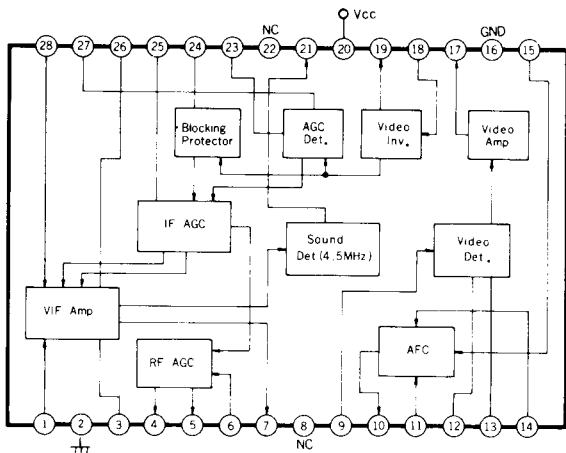 Vcc
NC
GND
28 27 26 25 24 23 22 21 20 19 18 17 16 15
Blocking
Protector
AGC
Det.
Video
Inv.
Video
Amp
IF AGC
Sound
Det (4.5MHz)
Video
Det.
VIF Amp
RF AGC
AFC
1 2 3 4 5 6 7 8 9 10 11 12 13 14
NC